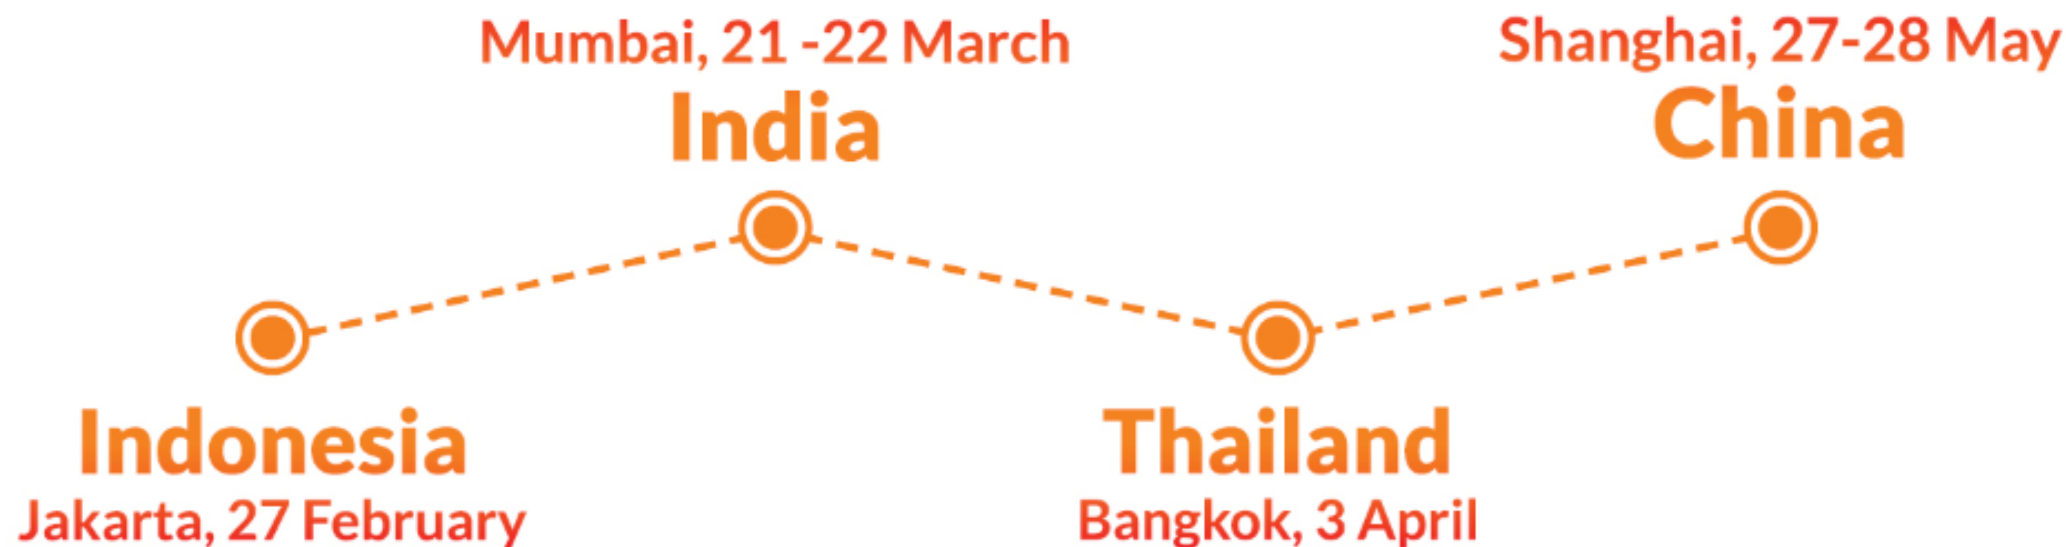 Mumbai, 21 -22 March
India
Shanghai, 27-28 May
China
Indonesia
Jakarta, 27 February
Thailand
Bangkok, 3 April